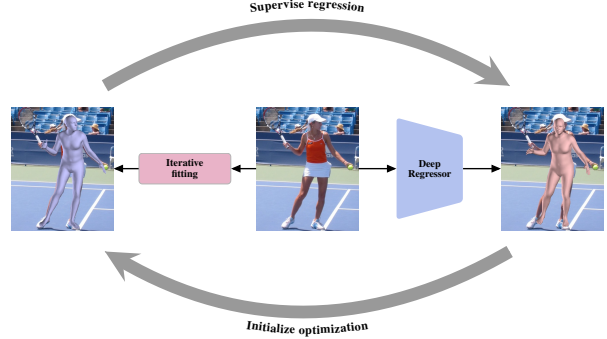 Supervise regression
Iterative
fitting
Deep
Regressor
Initialize optimization